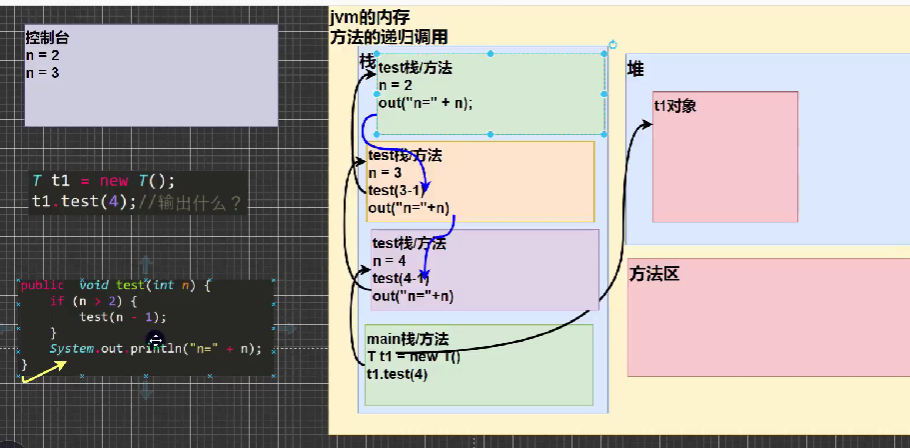 控制台
n = 2
n = 3
T t1 = new T();
t1.test(4);//输出什么？
public void test(int n) {
if (n > 2) {
test(n - 1);
}
System.out.println("n=" + n);
}
jvm的内存
方法的递归调用
栈
test栈/方法
n = 2
out("n=" + n);
test栈/方法
n = 3
test(3-1)
out("n="+n)
test栈/方法
n = 4
test(4-1)
out("n="+n)
main栈/方法
T t1 = new T()
t1.test(4)
堆
t1对象
方法区